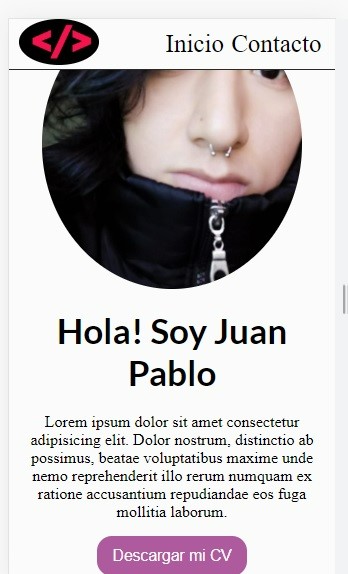 </>
Inicio Contacto
Hola! Soy Juan
Pablo
Lorem ipsum dolor sit amet consectetur
adipisicing elit. Dolor nostrum, distinctio ab
possimus, beatae voluptatibus maxime unde
nemo reprehenderit illo rerum numquam ex
ratione accusantium repudiandae eos fuga
mollitia laborum.
Descargar mi CV